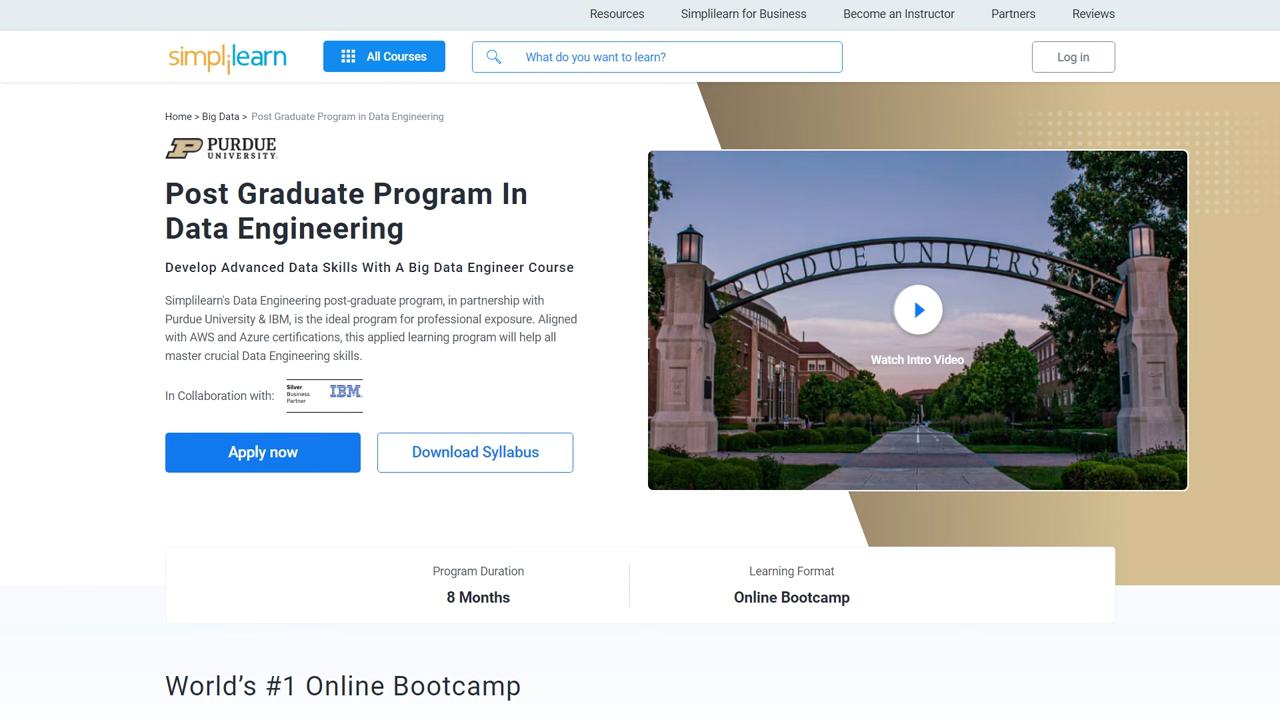 Resources Simplilearn for Business Become an Instructor Partners Reviews
simplilearn All Courses What do you want to learn? Log in
Home > Big Data > Post Graduate Program in Data Engineering
PURDUE
UNIVERSITY
Post Graduate Program In
Data Engineering
Develop Advanced Data Skills With A Big Data Engineer Course
Simplilearn's Data Engineering post-graduate program, in partnership with
Purdue University & IBM, is the ideal program for professional exposure. Aligned
with AWS and Azure certifications, this applied learning program will help all
master crucial Data Engineering skills.
In Collaboration with:
Silver
Business
Partner
IBM
Apply now Download Syllabus
PURDUE UNIVERSITY
Watch Intro Video
Program Duration
8 Months
Learning Format
Online Bootcamp
World's #1 Online Bootcamp